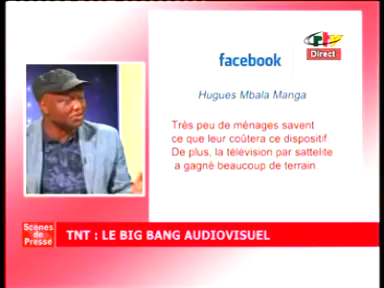 crtv
Direct
facebook
Hugues Mbala Manga
Très peu de ménages savent
ce que leur coûtera ce dispositif.
De plus, la télévision par sattelite
a gagné beaucoup de terrain.
Scènes
de
Presse
TNT : LE BIG BANG AUDIOVISUEL